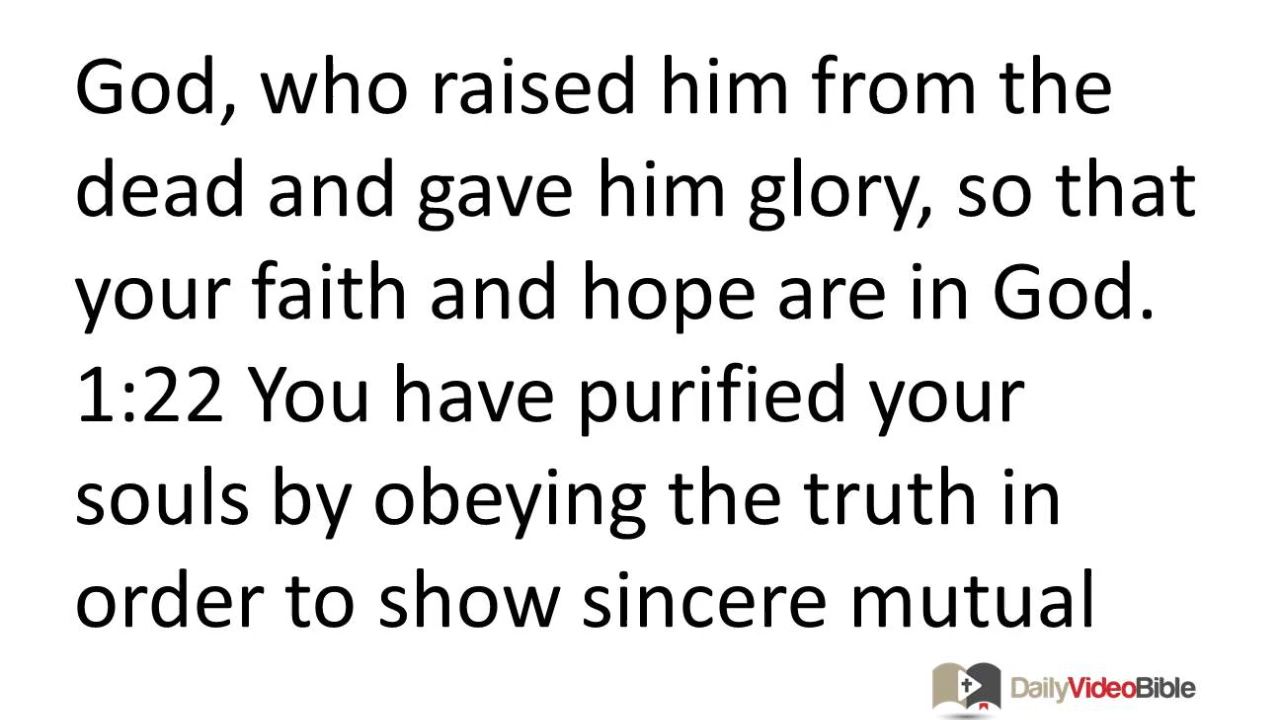 God, who raised him from the
dead and gave him glory, so that
your faith and hope are in God.
1:22 You have purified your
souls by obeying the truth in
order to show sincere mutual
DailyVideoBible